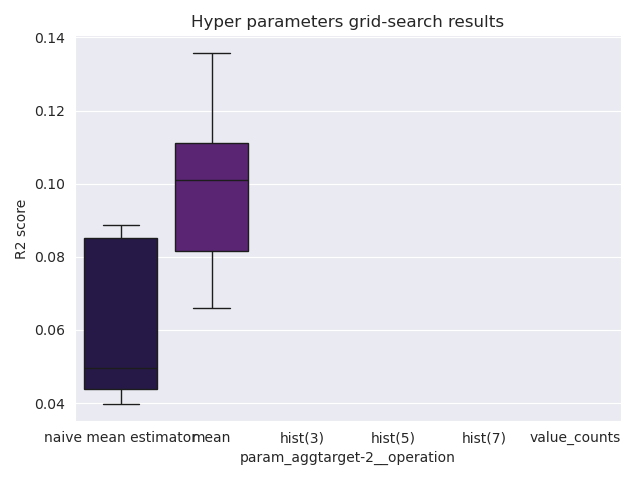 Hyper parameters grid-search results
0.14
0.12
0.10
0.08
0.06
0.04
R2 score
naive mean estimator mean hist(3) hist(5) hist(7) value_counts
param_aggtarget-2__operation